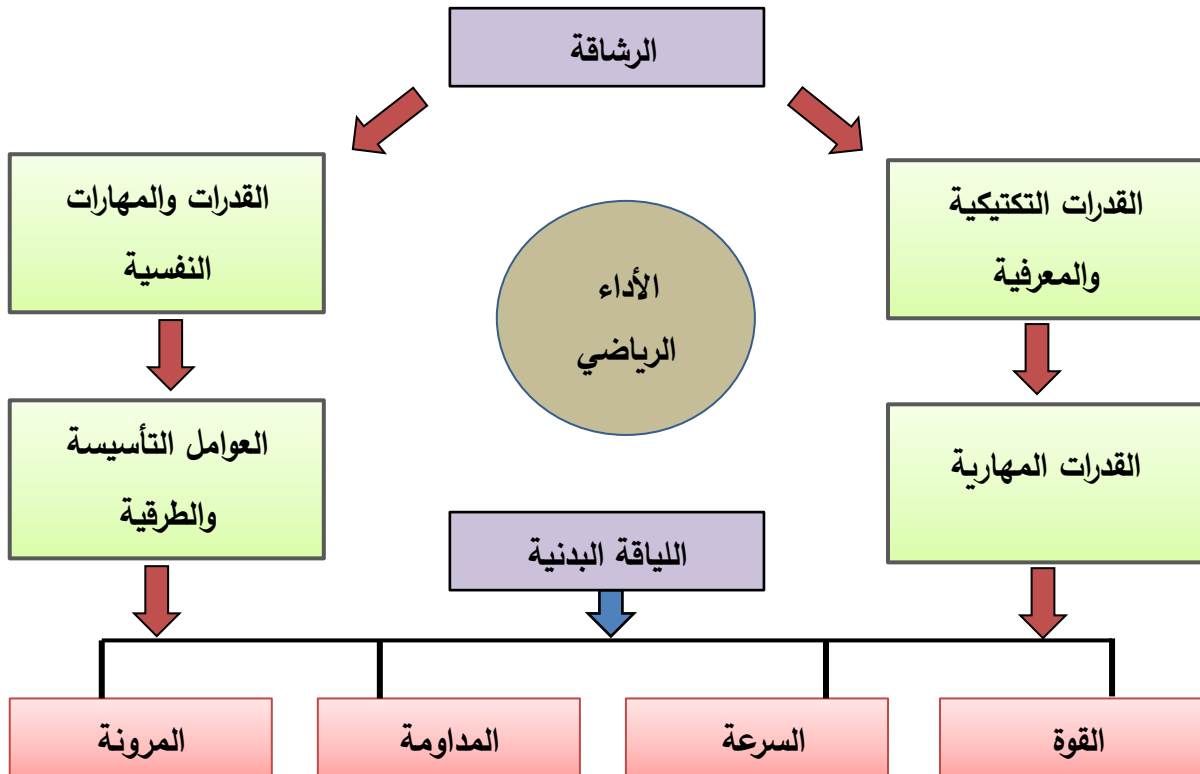 الرشاقة
القدرات التكتيكية
والمعرفية
القدرات والمهارات
النفسية
الأداء
الرياضي
القدرات المهارية
العوامل التأسيسة
والطرقية
اللياقة البدنية
القوة
السرعة
المداومة
المرونة